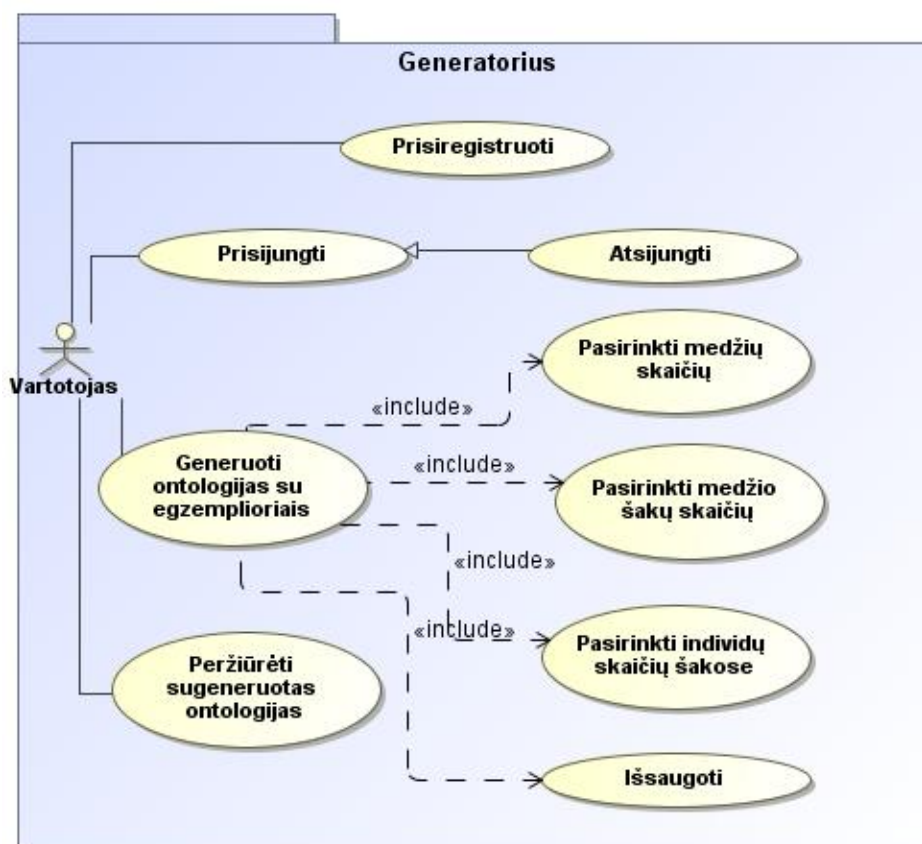 Generatorius
Prisiregistruoti
Prisijungti
Atsijungti
Vartotojas
Pasirinkti medžių
skaičių
«include»
Generuoti
ontologijas su
egzemplioriais
«include»
Pasirinkti medžio
šakų skaičių
«include»
«include»
Pasirinkti individų
skaičių šakose
Peržiūrėti
sugeneruotas
ontologijas
Išsaugoti